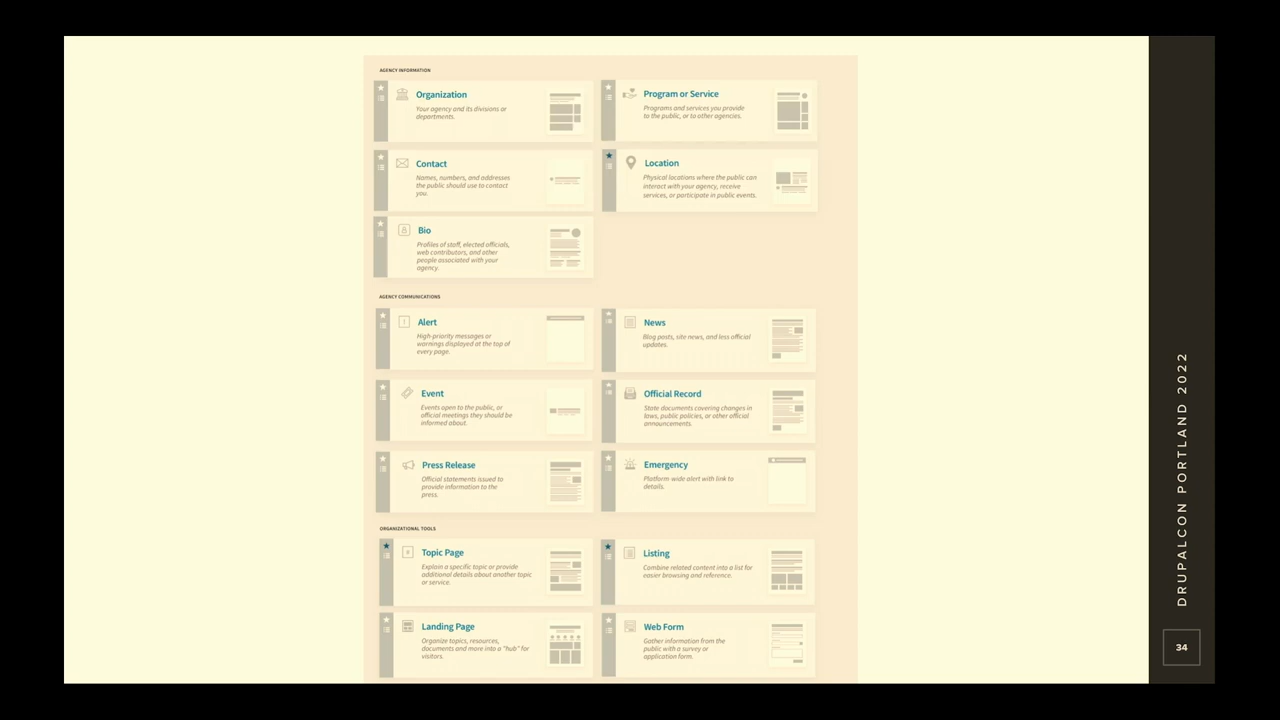 AGENCY INFORMATION
Organization
Your agency and its divisions or
departments.
Program or Service
Programs and services you provide
to the public, or to other agencies.
Contact
Names, numbers, and addresses
the public should use to contact
you.
Location
Physical locations where the public can
interact with your agency, receive
services, or participate in public events.
Bio
Profiles of staff, elected officials,
web contributors, and other
people associated with your
agency.
AGENCY COMMUNICATIONS
Alert
High-priority messages or
warnings displayed at the top of
every page.
News
Blog posts, site news, and less official
updates.
Event
Events open to the public, or
official meetings they should be
informed about.
Official Record
State documents covering changes in
laws, public policies, or other official
announcements.
Press Release
Official statements issued to
provide information to the
press.
Emergency
Platform-wide alert with link to
details.
ORGANIZATIONAL TOOLS
Topic Page
Explain a specific topic or provide
additional details about another topic
or service.
Listing
Combine related content into a list for
easier browsing and reference.
Landing Page
Organize topics, resources,
documents and more into a "hub" for
visitors.
Web Form
Gather information from the
public with a survey or
application form.
DRUPALCON PORTLAND 2022
34